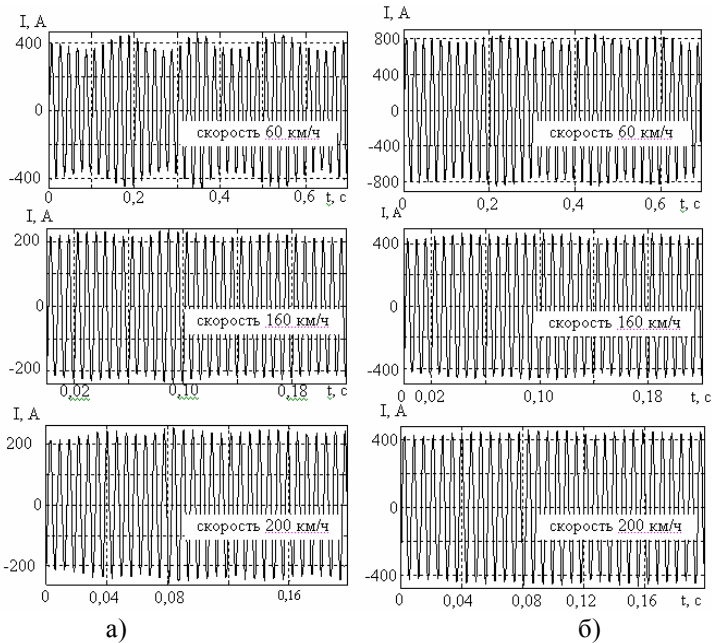 I, А
400
0
-400
скорость 60 км/ч
0 0,2 0,4 0,6 t, с
I, А
800
400
0
-400
-800
скорость 60 км/ч
0 0,2 0,4 0,6 t, с
I, А
200
0
-200
скорость 160 км/ч
0,02 0,10 0,18 t, с
I, А
400
0
-400
скорость 160 км/ч
0 0,02 0,10 0,18 t, с
I, А
200
0
-200
скорость 200 км/ч
0 0,04 0,08 0,16
I, А
400
0
-400
скорость 200 км/ч
0 0,04 0,08 0,12 0,16 t, с
а)
б)